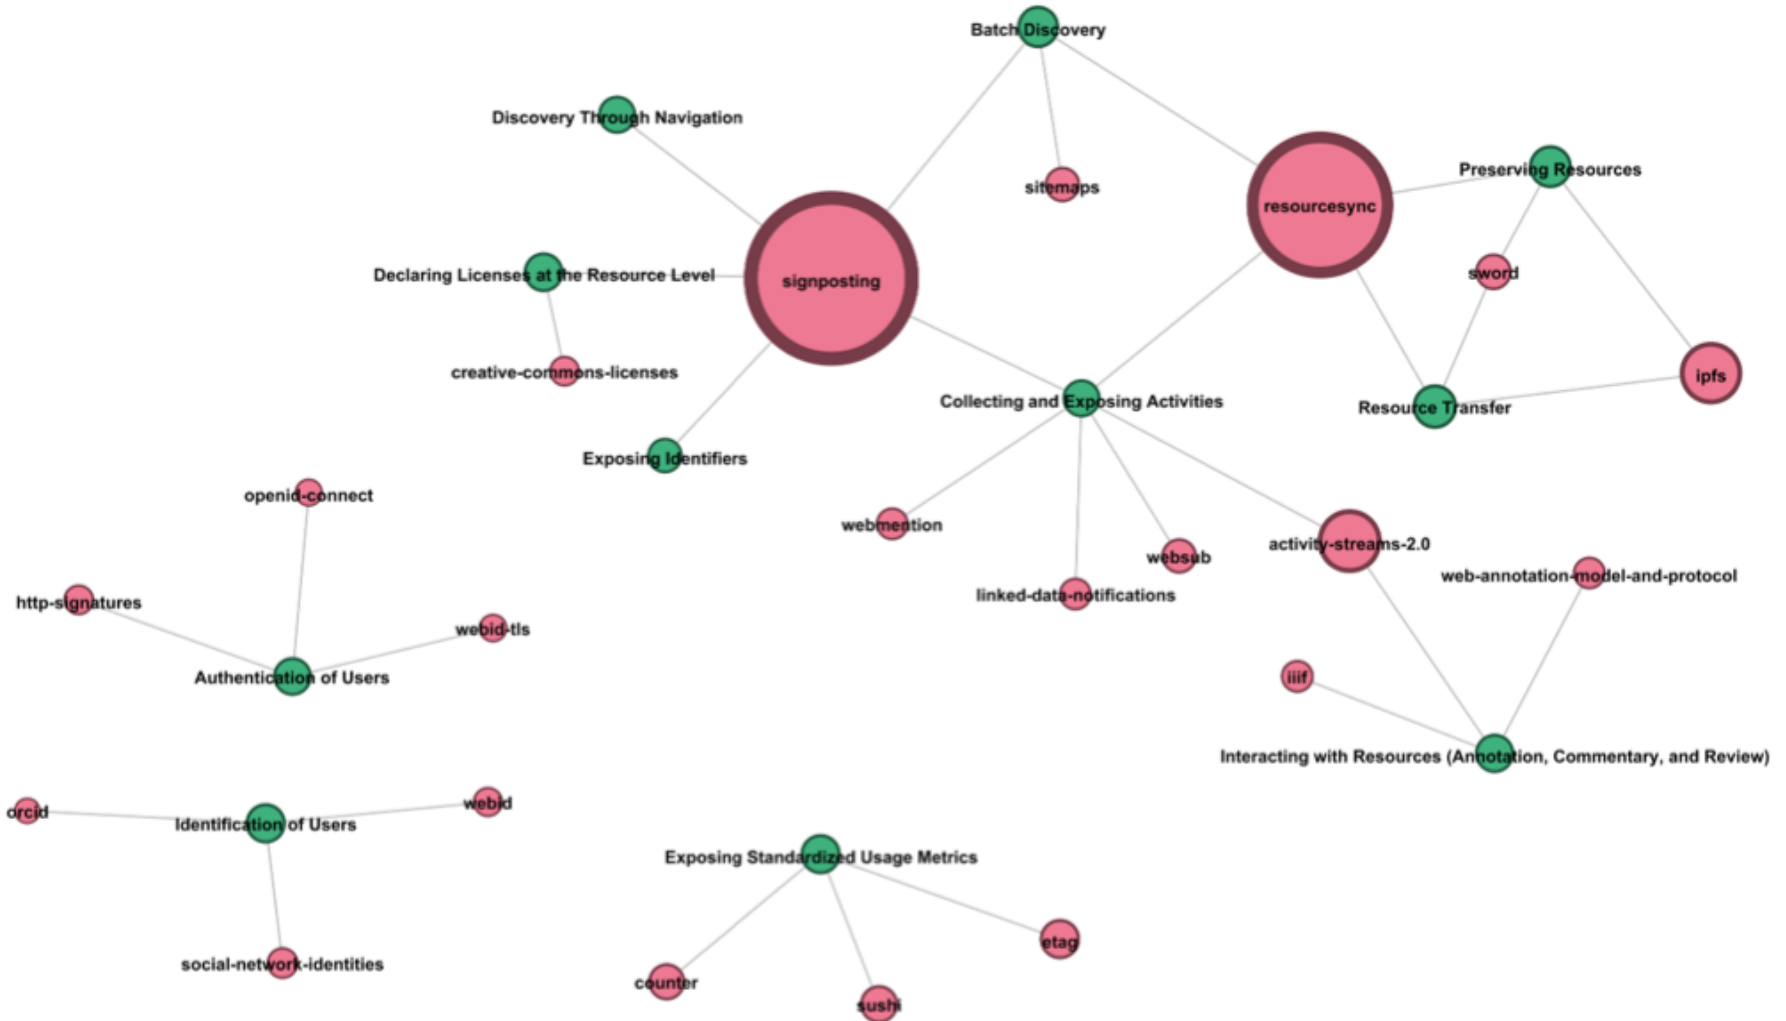 Batch Discovery
Discovery Through Navigation
Preserving Resources
sitemaps
resourcesync
Declaring Licenses at the Resource Level
signposting
sword
creative-commons-licenses
ipfs
Collecting and Exposing Activities
Resource Transfer
Exposing Identifiers
openid-connect
webmention
activity-streams-2.0
websub
web-annotation-model-and-protocol
linked-data-notifications
http-signatures
webid-tls
Authentication of Users
iiif
Interacting with Resources (Annotation, Commentary, and Review)
webid
orcid
Identification of Users
Exposing Standardized Usage Metrics
etag
social-network-identities
counter
sushi